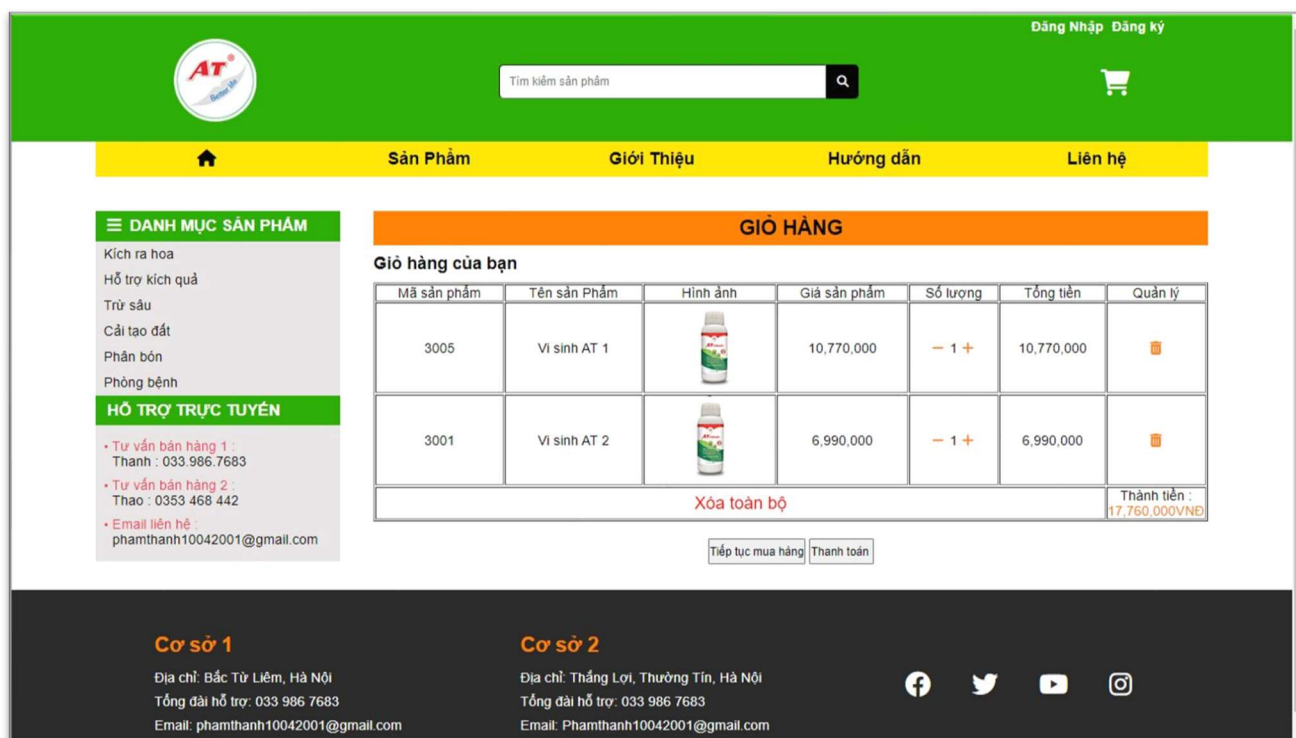 Đăng Nhập Đăng ký
AT®
Better life
Tìm kiếm sản phẩm
Sản Phẩm Giới Thiệu Hướng dẫn Liên hệ
DANH MỤC SẢN PHẨM
Kích ra hoa
Hỗ trợ kích quả
Trừ sâu
Cải tạo đất
Phân bón
Phòng bệnh
HỖ TRỢ TRỰC TUYẾN
• Tư vấn bán hàng 1 :
Thanh : 033.986.7683
• Tư vấn bán hàng 2 :
Thao : 0353 468 442
• Email liên hệ :
phamthanh10042001@gmail.com
GIỎ HÀNG
Giỏ hàng của bạn
Mã sản phẩm Tên sản Phẩm Hình ảnh Giá sản phẩm Số lượng Tổng tiền Quản lý
3005 Vi sinh AT 1 10,770,000 − 1 + 10,770,000
3001 Vi sinh AT 2 6,990,000 − 1 + 6,990,000
Xóa toàn bộ
Thành tiền :
17,760,000VNĐ
Tiếp tục mua hàng Thanh toán
Cơ sở 1
Địa chỉ: Bắc Từ Liêm, Hà Nội
Tổng đài hỗ trợ: 033 986 7683
Email: phamthanh10042001@gmail.com
Cơ sở 2
Địa chỉ: Thắng Lợi, Thường Tín, Hà Nội
Tổng đài hỗ trợ: 033 986 7683
Email: Phamthanh10042001@gmail.com